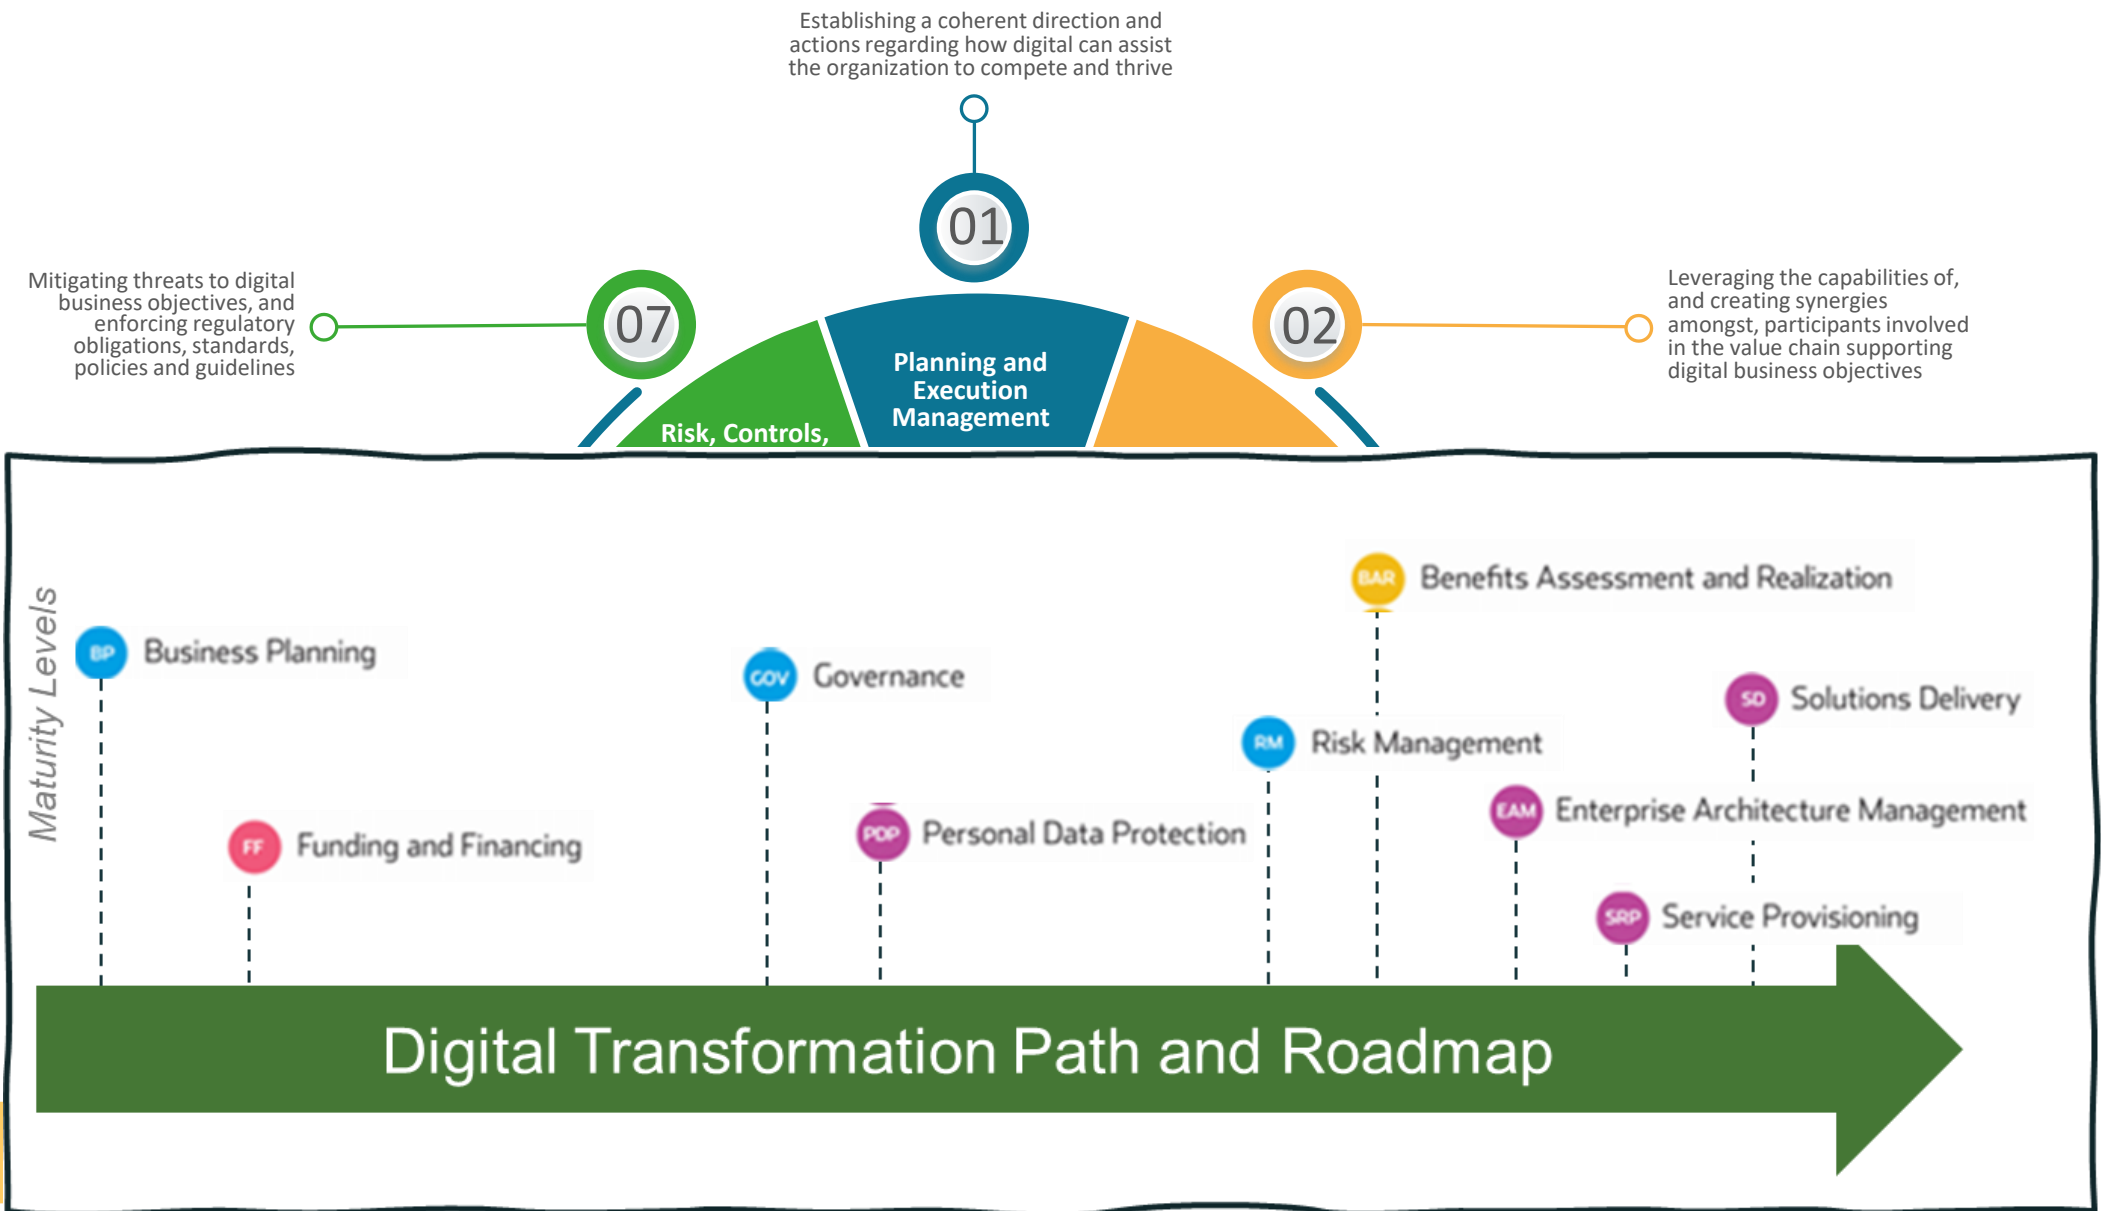 Establishing a coherent direction and
actions regarding how digital can assist
the organization to compete and thrive
01
07
02
Mitigating threats to digital
business objectives, and
enforcing regulatory
obligations, standards,
policies and guidelines
Leveraging the capabilities of,
and creating synergies
amongst, participants involved
in the value chain supporting
digital business objectives
Planning and
Execution
Management
Risk, Controls,
Maturity Levels
BAR Benefits Assessment and Realization
BP Business Planning
GOV Governance
SD Solutions Delivery
RM Risk Management
EAM Enterprise Architecture Management
PDP Personal Data Protection
FF Funding and Financing
SRP Service Provisioning
Digital Transformation Path and Roadmap